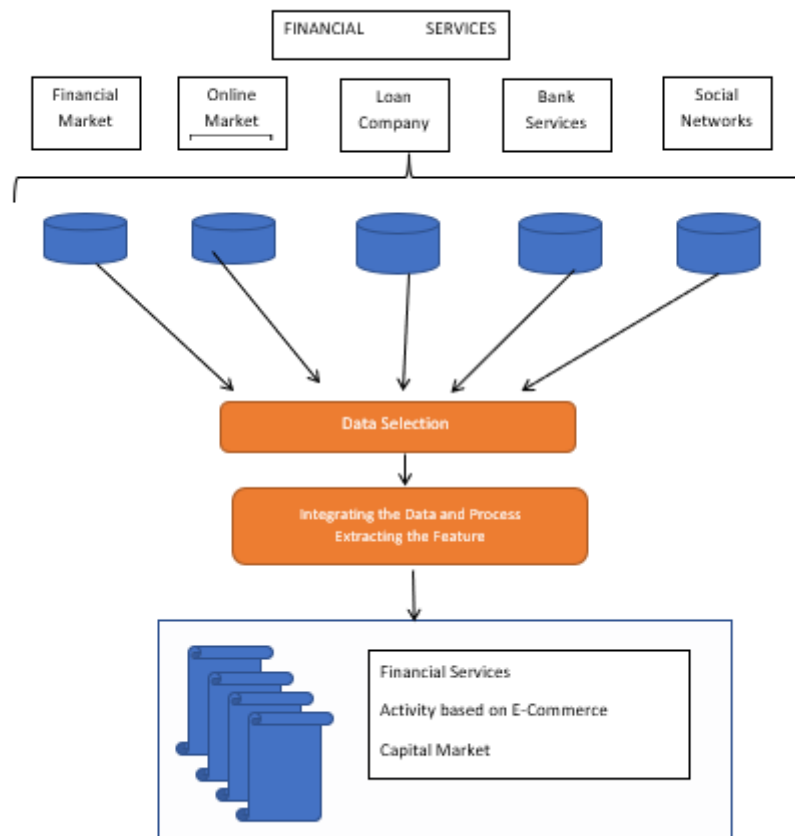 FINANCIAL SERVICES
Financial
Market
Online
Market
Loan
Company
Bank
Services
Social
Networks
Data Selection
Integrating the Data and Process
Extracting the Feature
Financial Services
Activity based on E-Commerce
Capital Market